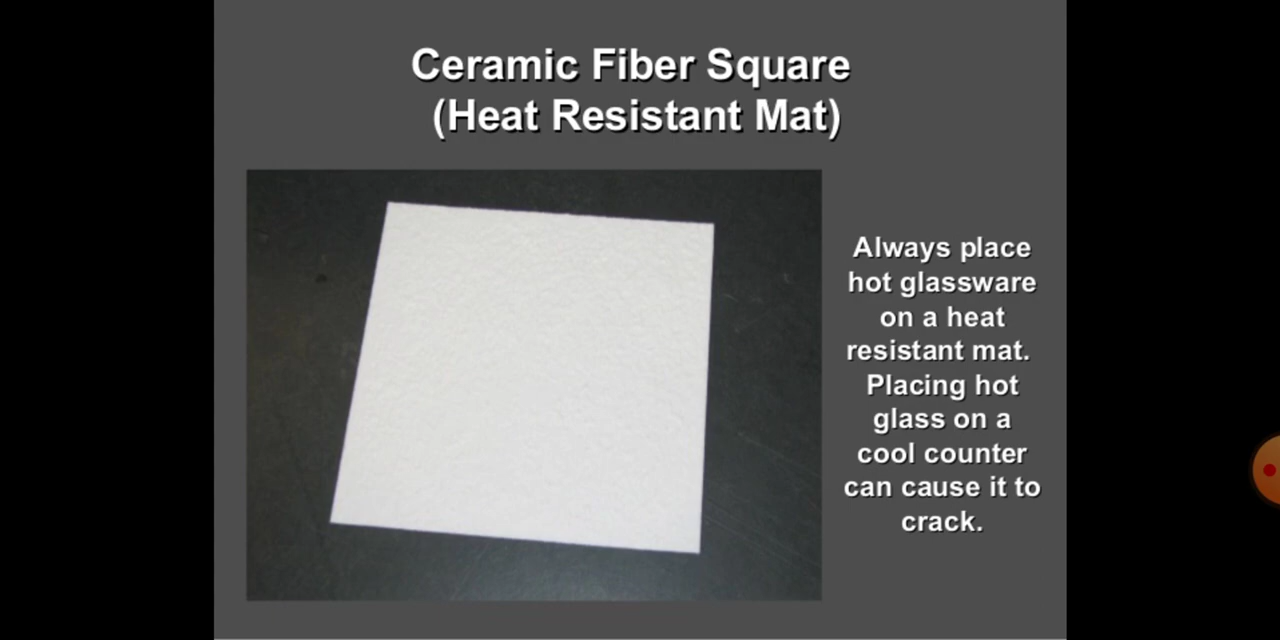 Ceramic Fiber Square
(Heat Resistant Mat)
Always place
hot glassware
on a heat
resistant mat.
Placing hot
glass on a
cool counter
can cause it to
crack.